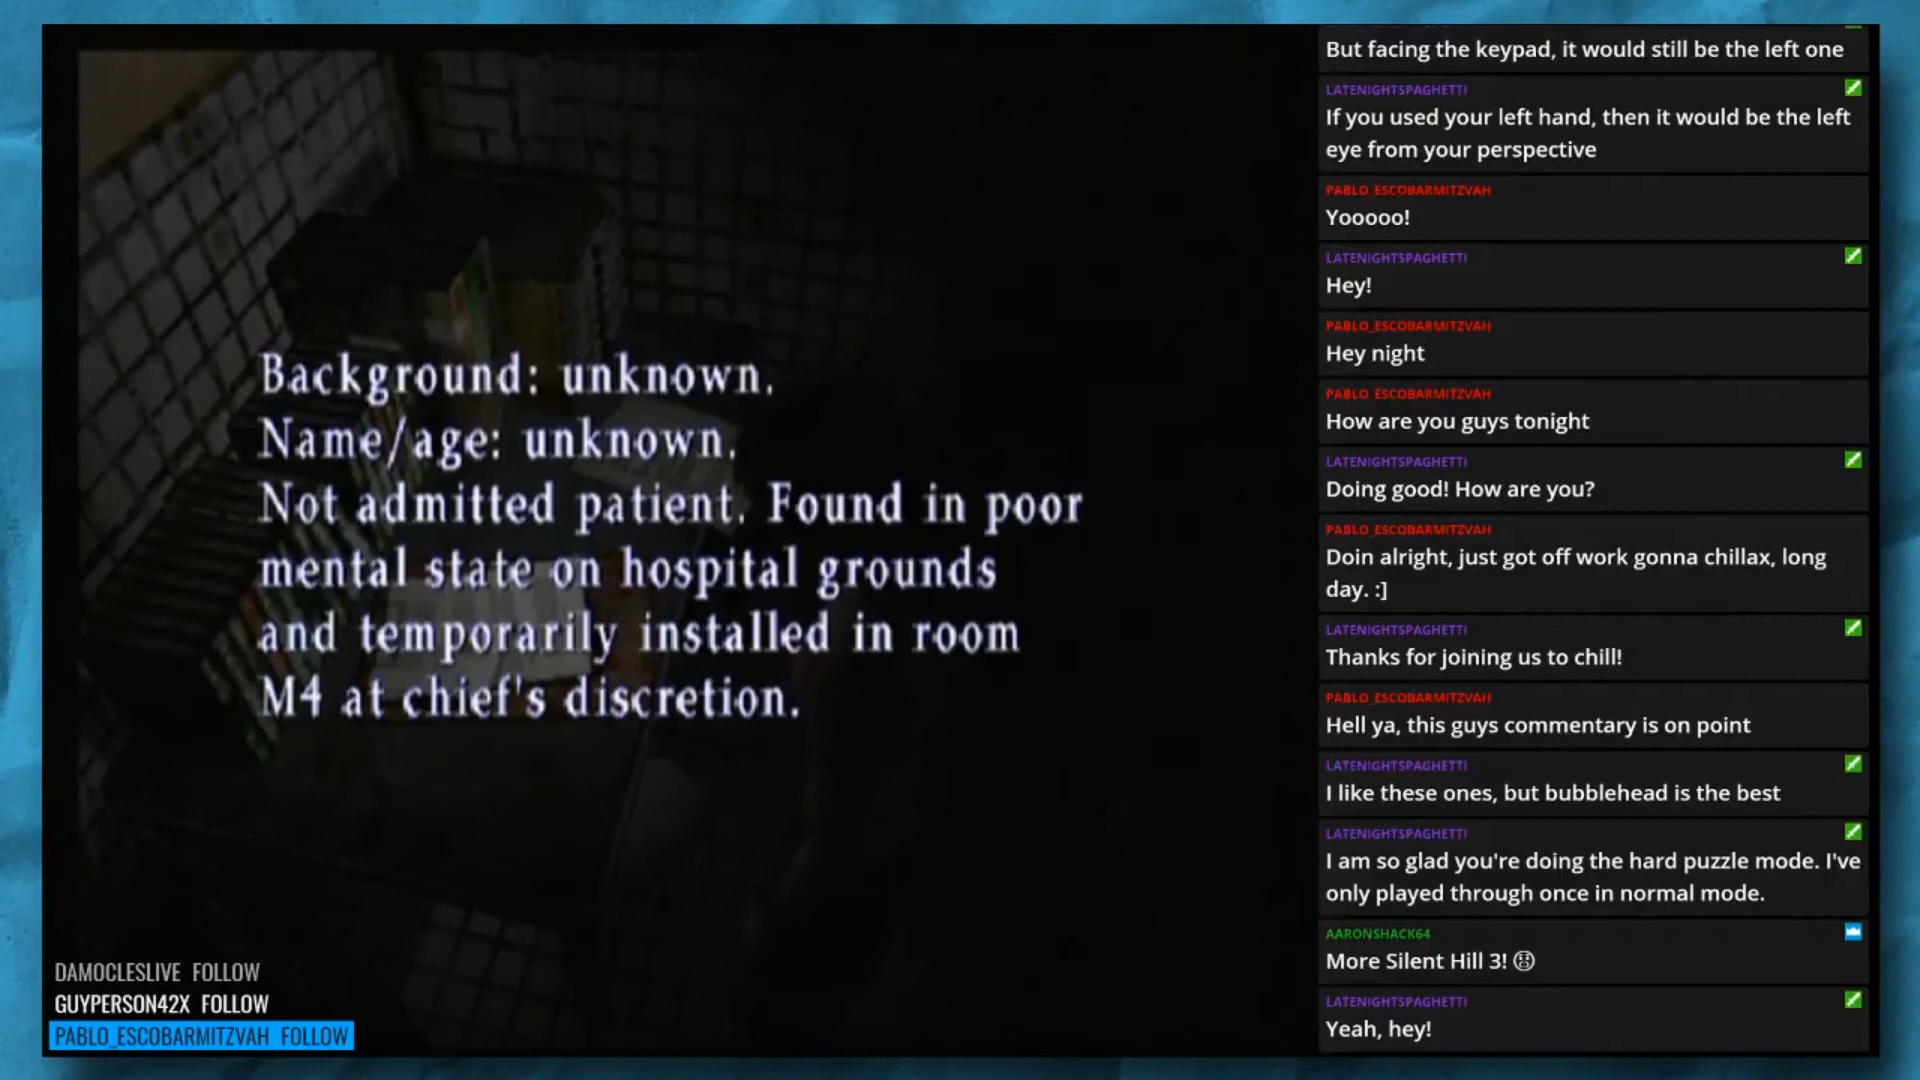 Background: unknown.
Name/age: unknown.
Not admitted patient. Found in poor
mental state on hospital grounds
and temporarily installed in room
M4 at chief's discretion.
DAMOCLESLIVE FOLLOW
GUYPERSON42X FOLLOW
PABLO_ESCOBARMITZVAH FOLLOW
But facing the keypad, it would still be the left one
LATENIGHTSPAGHETTI
If you used your left hand, then it would be the left
eye from your perspective
PABLO_ESCOBARMITZVAH
Yooooo!
LATENIGHTSPAGHETTI
Hey!
PABLO_ESCOBARMITZVAH
Hey night
PABLO_ESCOBARMITZVAH
How are you guys tonight
LATENIGHTSPAGHETTI
Doing good! How are you?
PABLO_ESCOBARMITZVAH
Doin alright, just got off work gonna chillax, long
day. :]
LATENIGHTSPAGHETTI
Thanks for joining us to chill!
PABLO_ESCOBARMITZVAH
Hell ya, this guys commentary is on point
LATENIGHTSPAGHETTI
I like these ones, but bubblehead is the best
LATENIGHTSPAGHETTI
I am so glad you're doing the hard puzzle mode. I've
only played through once in normal mode.
AARONSHACK64
More Silent Hill 3!
LATENIGHTSPAGHETTI
Yeah, hey!